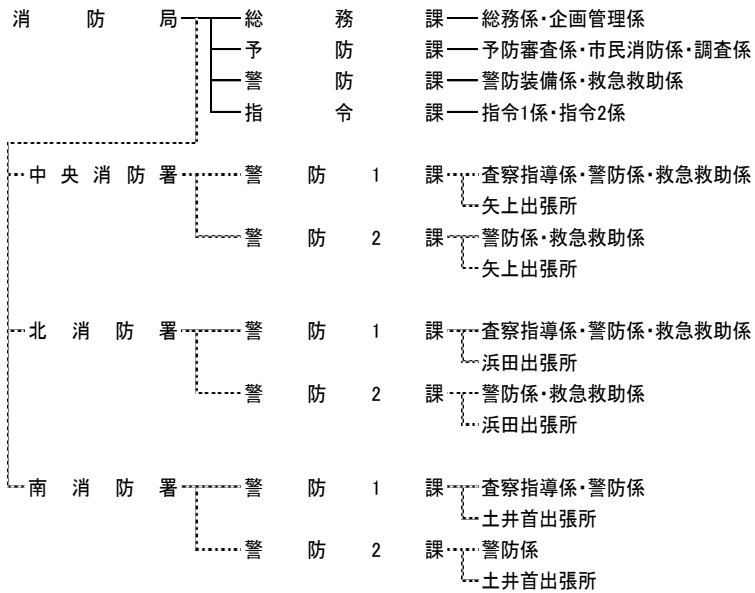 消防局 総務課 総務係・企画管理係
予防課 予防審査係・市民消防係・調査係
警防課 警防装備係・救急救助係
指令課 指令1係・指令2係
中央消防署 警防1課 査察指導係・警防係・救急救助係
矢上出張所
警防2課 警防係・救急救助係
矢上出張所
北消防署 警防1課 査察指導係・警防係・救急救助係
浜田出張所
警防2課 警防係・救急救助係
浜田出張所
南消防署 警防1課 査察指導係・警防係
土井首出張所
警防2課 警防係
土井首出張所